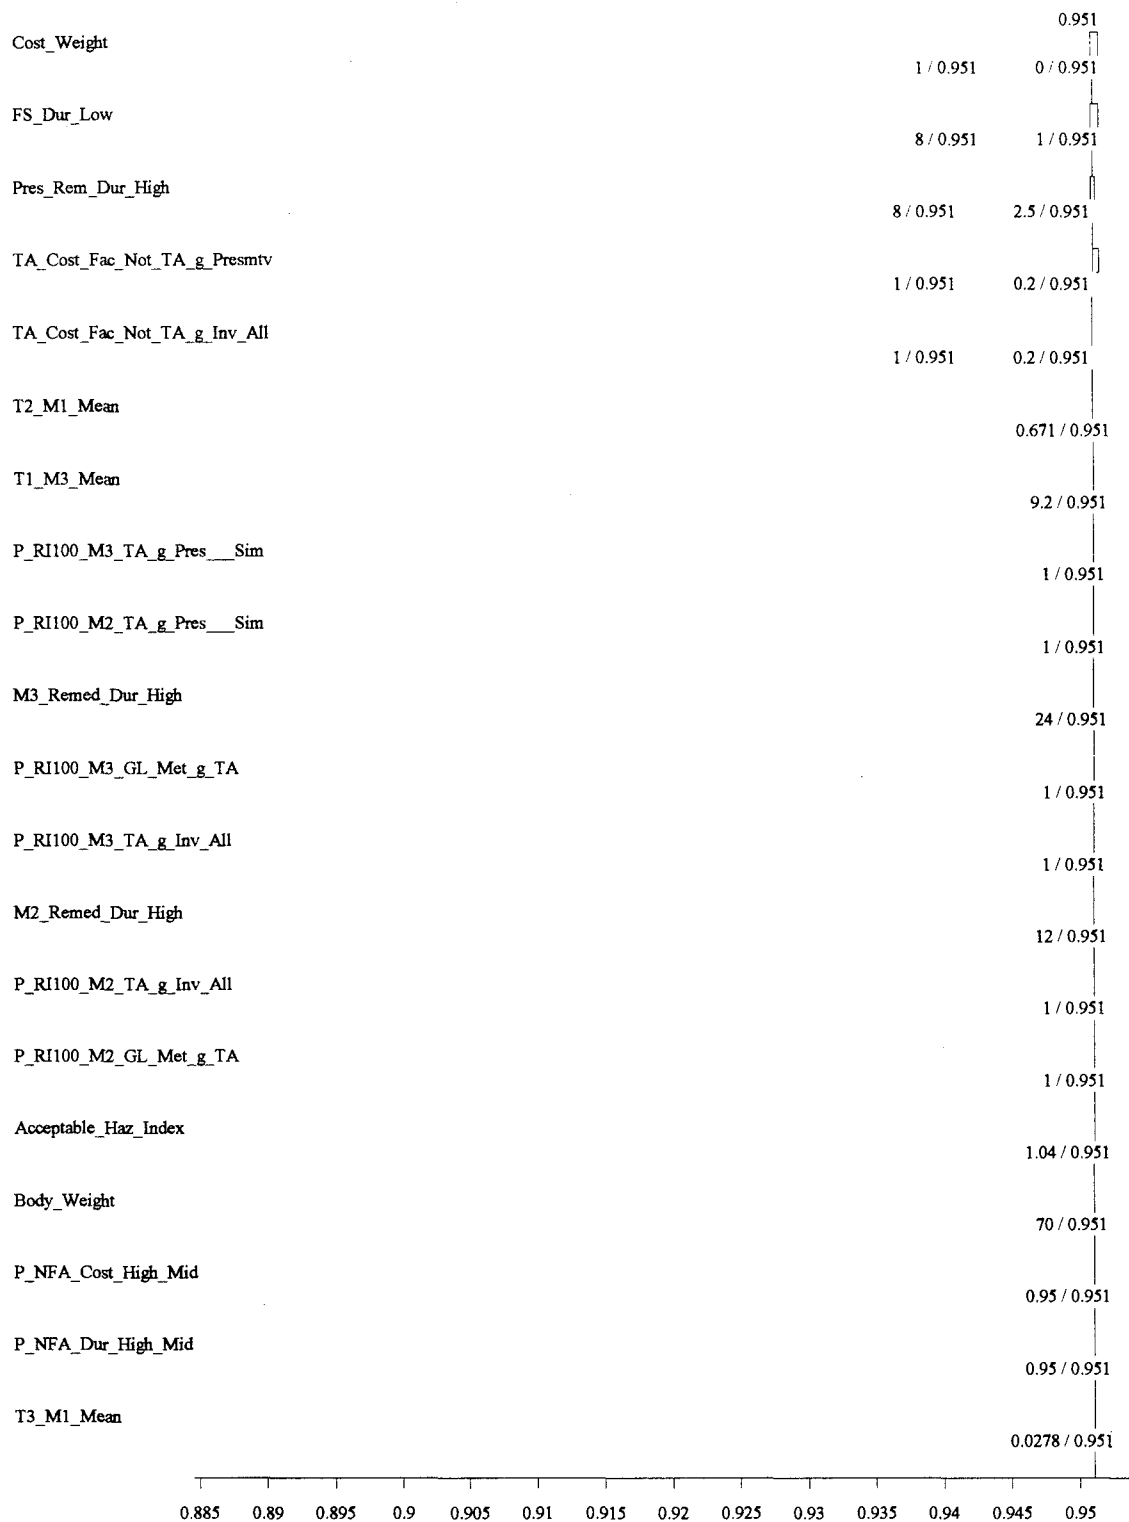 0.951
Cost_Weight
1 / 0.951 0 / 0.951
FS_Dur_Low
8 / 0.951 1 / 0.951
Pres_Rem_Dur_High
8 / 0.951 2.5 / 0.951
TA_Cost_Fac_Not_TA_g_Presmtv
1 / 0.951 0.2 / 0.951
TA_Cost_Fac_Not_TA_g_Inv_All
1 / 0.951 0.2 / 0.951
T2_M1_Mean
0.671 / 0.951
T1_M3_Mean
9.2 / 0.951
P_RI100_M3_TA_g_Pres___Sim
1 / 0.951
P_RI100_M2_TA_g_Pres___Sim
1 / 0.951
M3_Remed_Dur_High
24 / 0.951
P_RI100_M3_GL_Met_g_TA
1 / 0.951
P_RI100_M3_TA_g_Inv_All
1 / 0.951
M2_Remed_Dur_High
12 / 0.951
P_RI100_M2_TA_g_Inv_All
1 / 0.951
P_RI100_M2_GL_Met_g_TA
1 / 0.951
Acceptable_Haz_Index
1.04 / 0.951
Body_Weight
70 / 0.951
P_NFA_Cost_High_Mid
0.95 / 0.951
P_NFA_Dur_High_Mid
0.95 / 0.951
T3_M1_Mean
0.0278 / 0.951
0.885 0.89 0.895 0.9 0.905 0.91 0.915 0.92 0.925 0.93 0.935 0.94 0.945 0.95